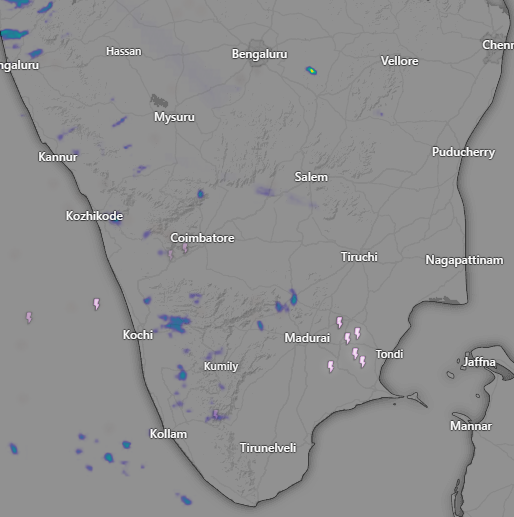 Hassan
Bengaluru
Vellore
Chenn
ngaluru
Mysuru
Kannur
Puducherry
Salem
Kozhikode
Coimbatore
Tiruchi
Nagapattinam
Kochi
Madurai
Tondi
Kumily
Jaffna
Kollam
Mannar
Tirunelveli